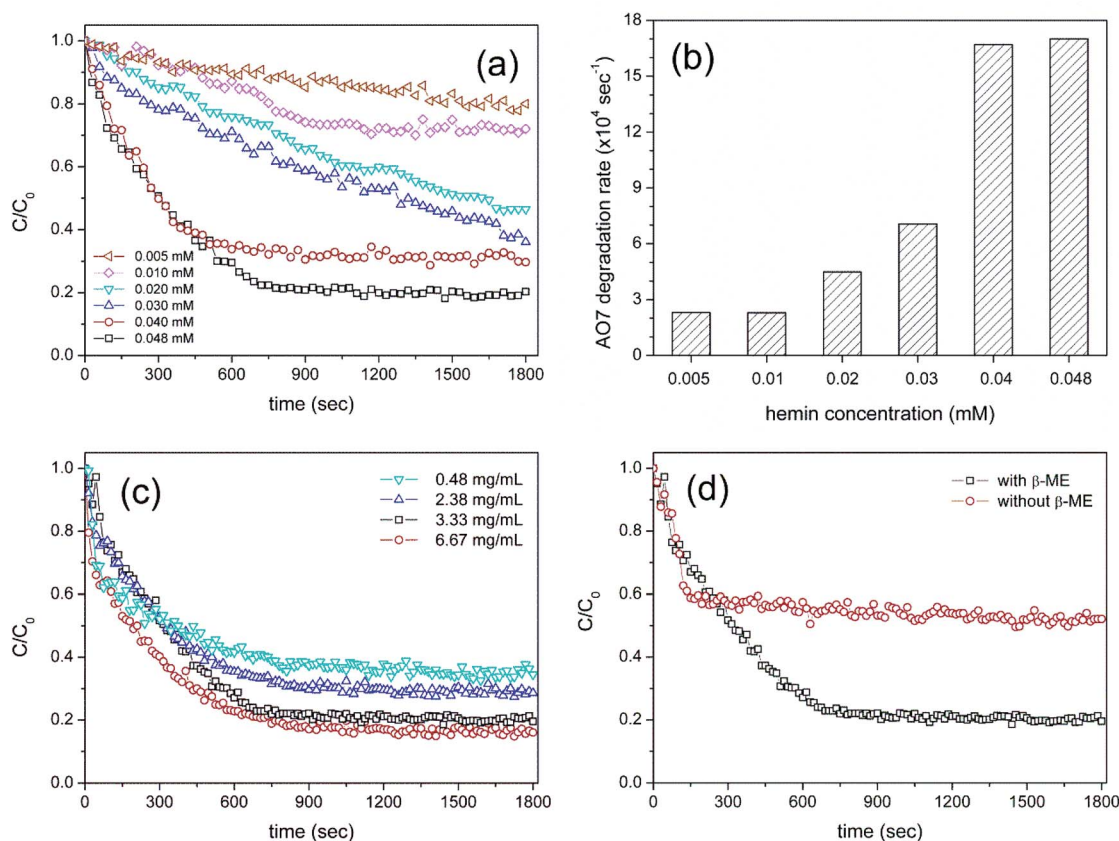 (a)
C/C0
1.0
0.8
0.6
0.4
0.2
0.0
0.005 mM
0.010 mM
0.020 mM
0.030 mM
0.040 mM
0.048 mM
0 300 600 900 1200 1500 1800
time (sec)
(b)
AO7 degradation rate (x10⁴ sec⁻¹)
18
15
12
9
6
3
0
0.005 0.01 0.02 0.03 0.04 0.048
hemin concentration (mM)
(c)
C/C0
1.0
0.8
0.6
0.4
0.2
0.0
0.48 mg/mL
2.38 mg/mL
3.33 mg/mL
6.67 mg/mL
0 300 600 900 1200 1500 1800
time (sec)
(d)
C/C0
1.0
0.8
0.6
0.4
0.2
0.0
with β-ME
without β-ME
0 300 600 900 1200 1500 1800
time (sec)